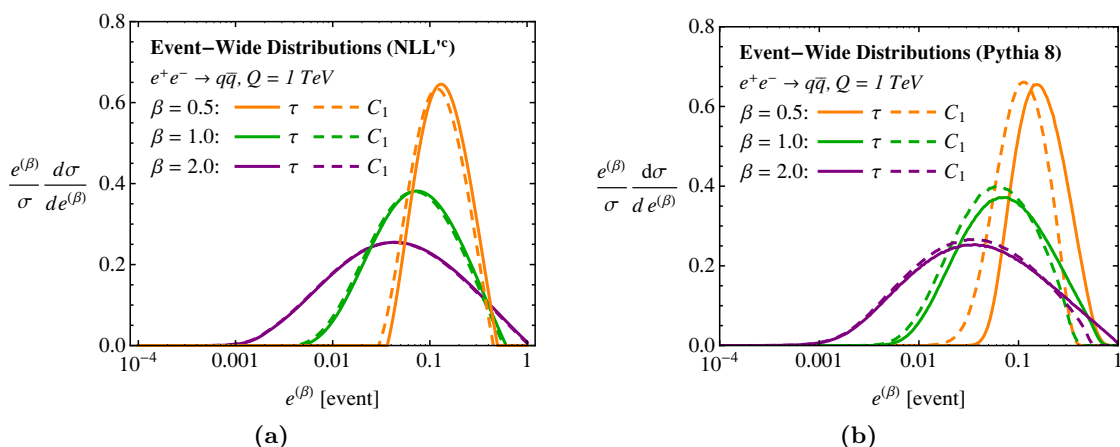 0.8
0.6
0.4
0.2
0.0
Event−Wide Distributions (NLL'ᶜ)
e⁺e⁻ → qq̅, Q = 1 TeV
β = 0.5: τ C₁
β = 1.0: τ C₁
β = 2.0: τ C₁
e^(β) dσ
σ de^(β)
10⁻⁴ 0.001 0.01 0.1 1
e^(β) [event]
(a)
0.8
0.6
0.4
0.2
0.0
Event−Wide Distributions (Pythia 8)
e⁺e⁻ → qq̅, Q = 1 TeV
β = 0.5: τ C₁
β = 1.0: τ C₁
β = 2.0: τ C₁
e^(β) dσ
σ de^(β)
10⁻⁴ 0.001 0.01 0.1 1
e^(β) [event]
(b)